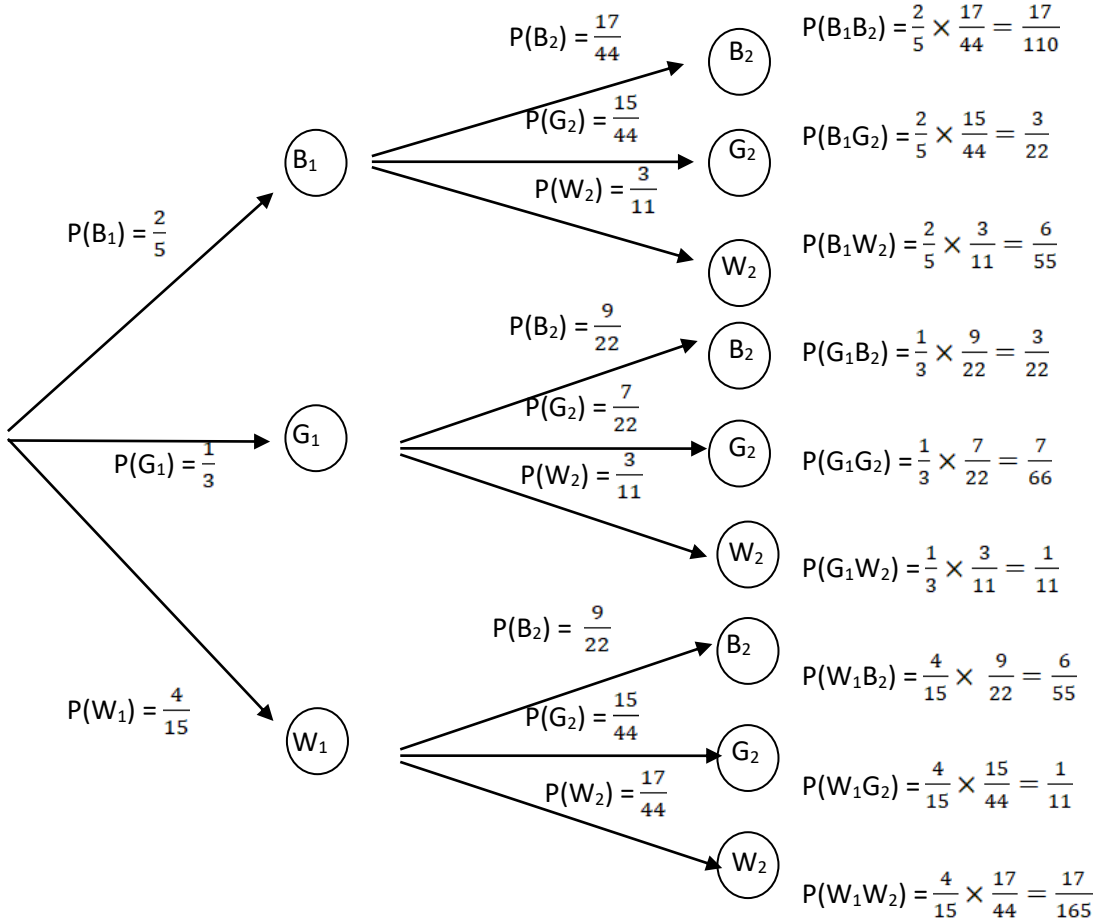 P(B₂) = 17/44
B₂
P(B₁B₂) = 2/5 × 17/44 = 17/110
P(G₂) = 15/44
B₁
G₂
P(B₁G₂) = 2/5 × 15/44 = 3/22
P(W₂) = 3/11
P(B₁) = 2/5
W₂
P(B₁W₂) = 2/5 × 3/11 = 6/55
P(B₂) = 9/22
B₂
P(G₁B₂) = 1/3 × 9/22 = 3/22
P(G₂) = 7/22
G₁
P(G₁) = 1/3
G₂
P(G₁G₂) = 1/3 × 7/22 = 7/66
P(W₂) = 3/11
W₂
P(G₁W₂) = 1/3 × 3/11 = 1/11
P(B₂) = 9/22
B₂
P(W₁B₂) = 4/15 × 9/22 = 6/55
P(W₁) = 4/15
P(G₂) = 15/44
W₁
G₂
P(W₁G₂) = 4/15 × 15/44 = 1/11
P(W₂) = 17/44
W₂
P(W₁W₂) = 4/15 × 17/44 = 17/165